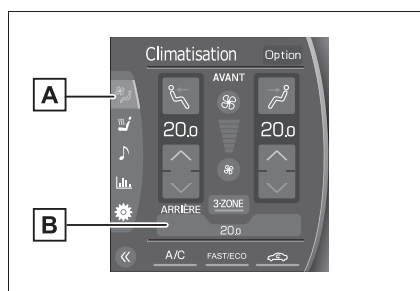 Climatisation Option
AVANT
A
20.0 20.0
ARRIÈRE 3-ZONE
B
20.0
A/C FAST/ECO